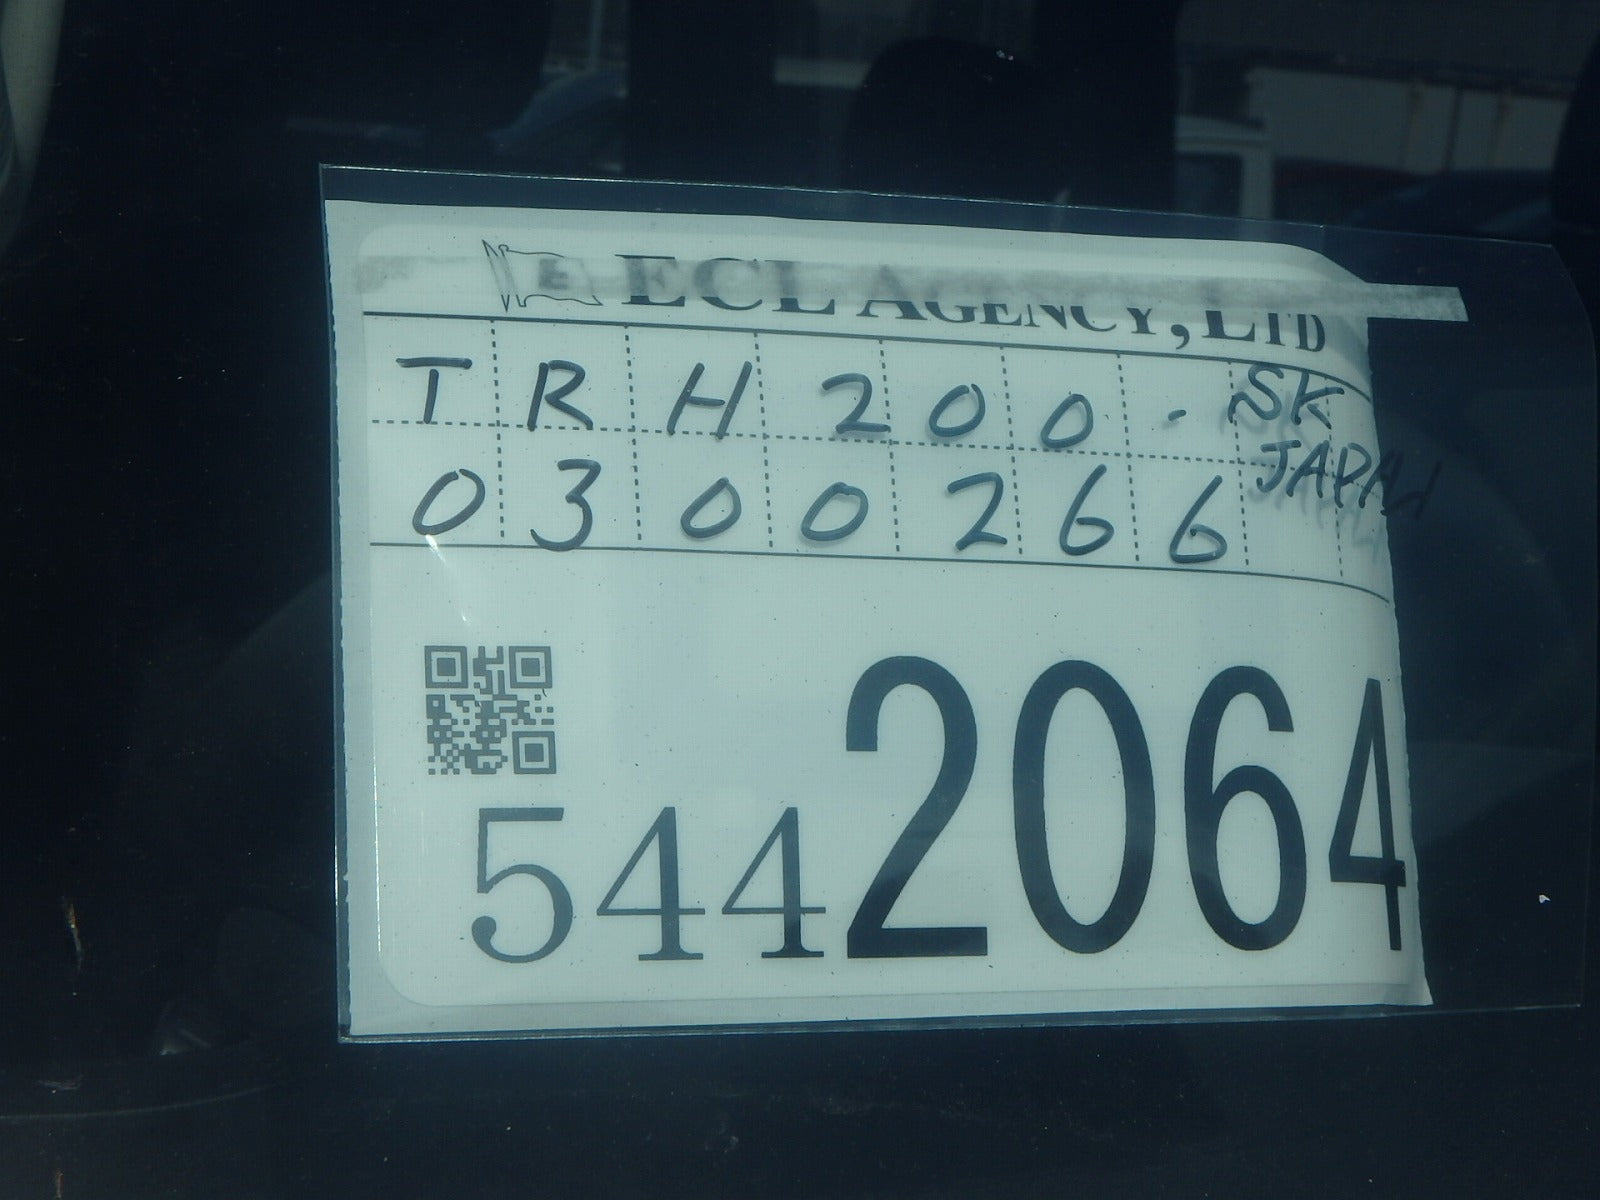 E ECL AGENCY, LTD
TRH200-
SK
JAPAN
0300266
5442064